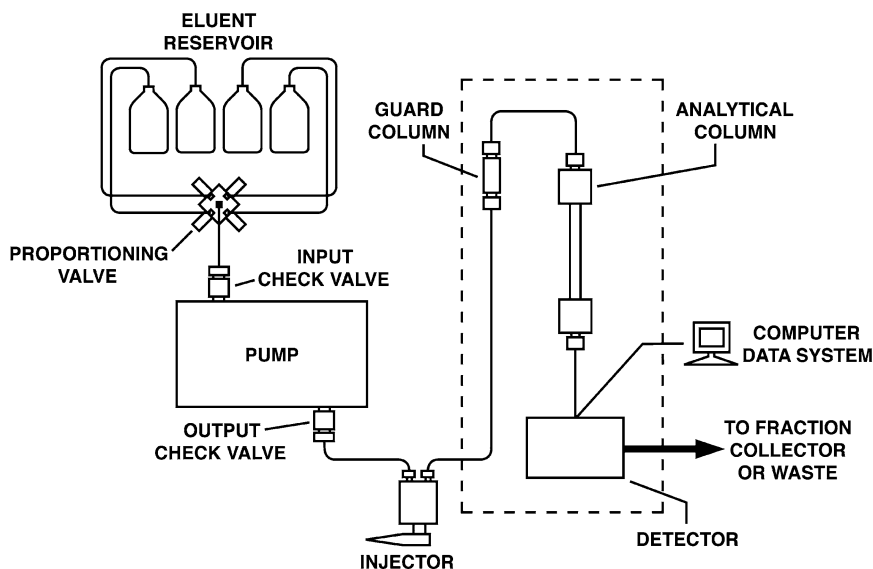 ELUENT
RESERVOIR
GUARD
COLUMN
ANALYTICAL
COLUMN
PROPORTIONING
VALVE
INPUT
CHECK VALVE
PUMP
COMPUTER
DATA SYSTEM
OUTPUT
CHECK VALVE
TO FRACTION
COLLECTOR
OR WASTE
DETECTOR
INJECTOR